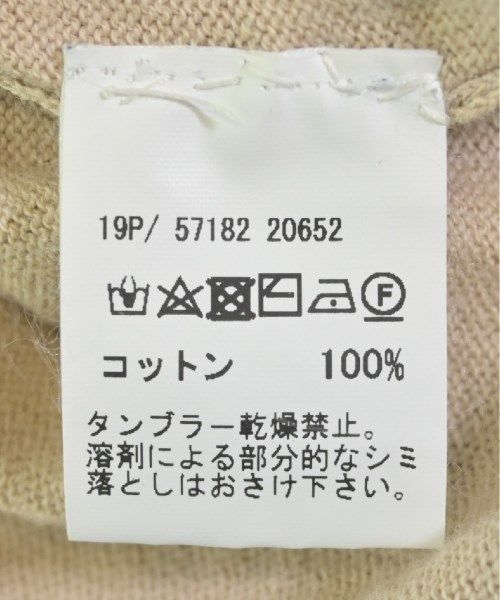 19P/ 57182 20652
F
コットン 100%
タンブラー乾燥禁止。
溶剤による部分的なシミ
落としはおさけ下さい。